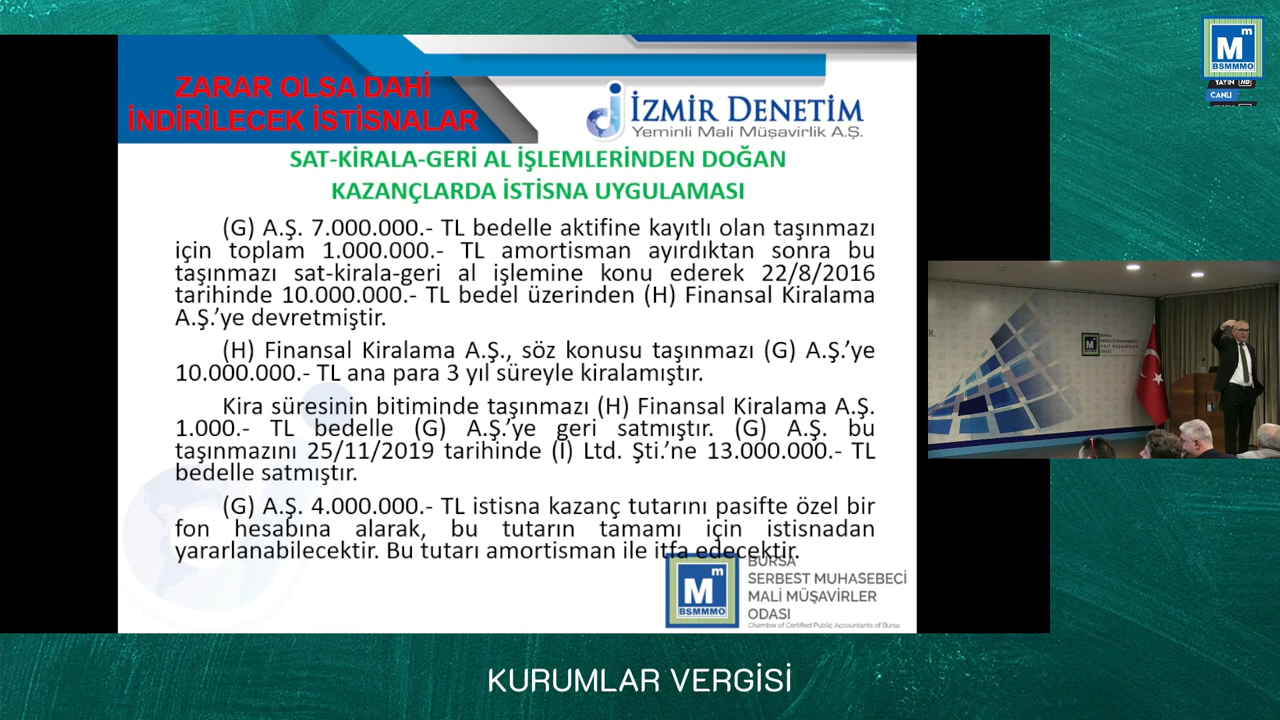 ZARAR OLSA DAHİ
İNDİRİLECEK İSTİSNALAR
İZMİR DENETİM
Yeminli Mali Müşavirlik A.Ş.
SAT-KİRALA-GERİ AL İŞLEMLERİNDEN DOĞAN
KAZANÇLARDA İSTİSNA UYGULAMASI
(G) A.Ş. 7.000.000.- TL bedelle aktifine kayıtlı olan taşınmazı
için toplam 1.000.000.- TL amortisman ayırdıktan sonra bu
taşınmazı sat-kirala-geri al işlemine konu ederek 22/8/2016
tarihinde 10.000.000.- TL bedel üzerinden (H) Finansal Kiralama
A.Ş.’ye devretmiştir.
(H) Finansal Kiralama A.Ş., söz konusu taşınmazı (G) A.Ş.’ye
10.000.000.- TL ana para 3 yıl süreyle kiralamıştır.
Kira süresinin bitiminde taşınmazı (H) Finansal Kiralama A.Ş.
1.000.- TL bedelle (G) A.Ş.’ye geri satmıştır. (G) A.Ş. bu
taşınmazını 25/11/2019 tarihinde (I) Ltd. Şti.’ne 13.000.000.- TL
bedelle satmıştır.
(G) A.Ş. 4.000.000.- TL istisna kazanç tutarını pasifte özel bir
fon hesabına alarak, bu tutarın tamamı için istisnadan
yararlanabilecektir. Bu tutarı amortisman ile itfa edecektir.
Mm
BSMMMO
BURSA
SERBEST MUHASEBECİ
MALİ MÜŞAVİRLER
ODASI
Chamber of Certified Public Accountants of Bursa
Mm
BSMMMO
YAYIN HD
CANLI
KURUMLAR VERGİSİ